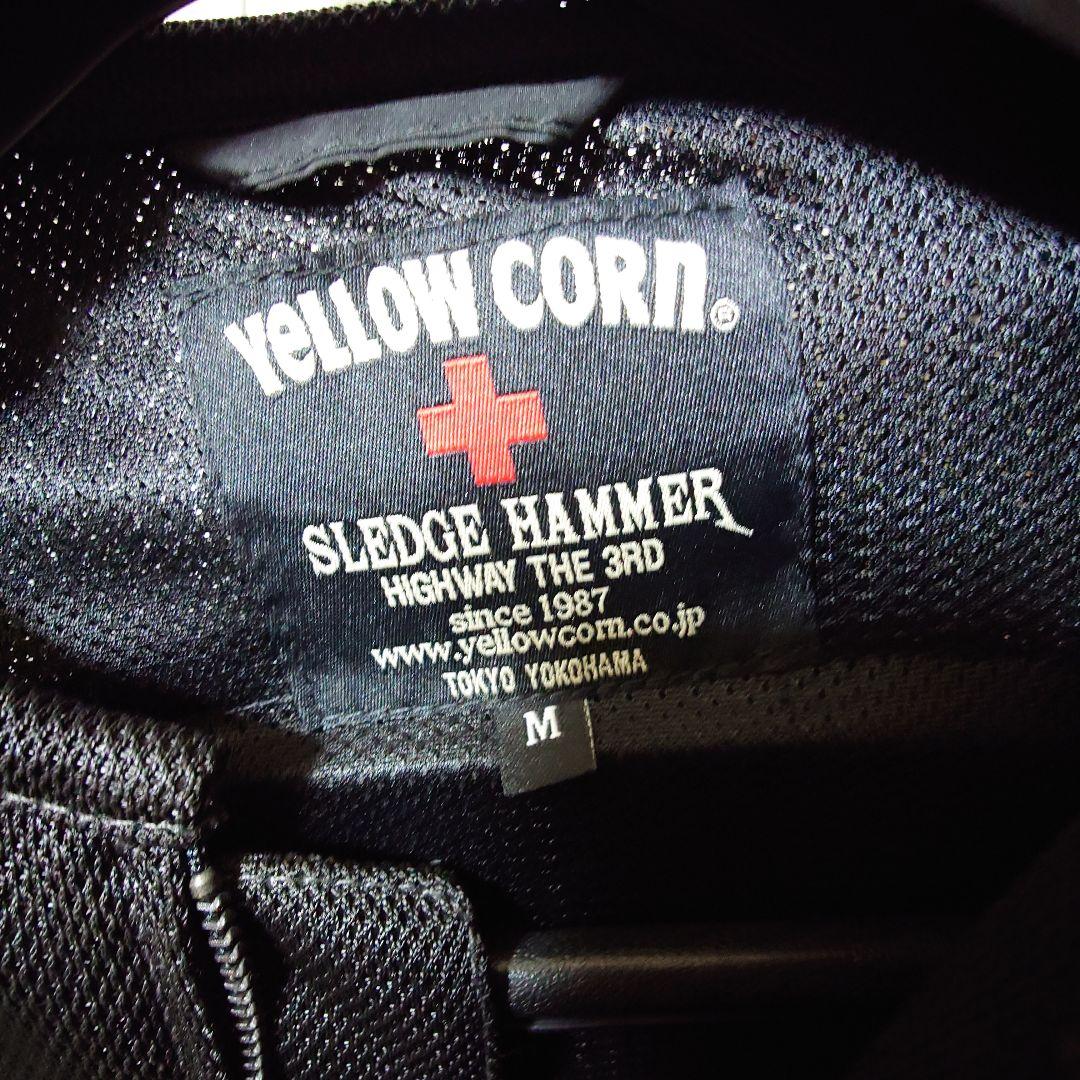 YeLLOW CORn®
SLEDGE HAMMER
HIGHWAY THE 3RD
since 1987
www.yellowcorn.co.jp
TOKYO YOKOHAMA
M